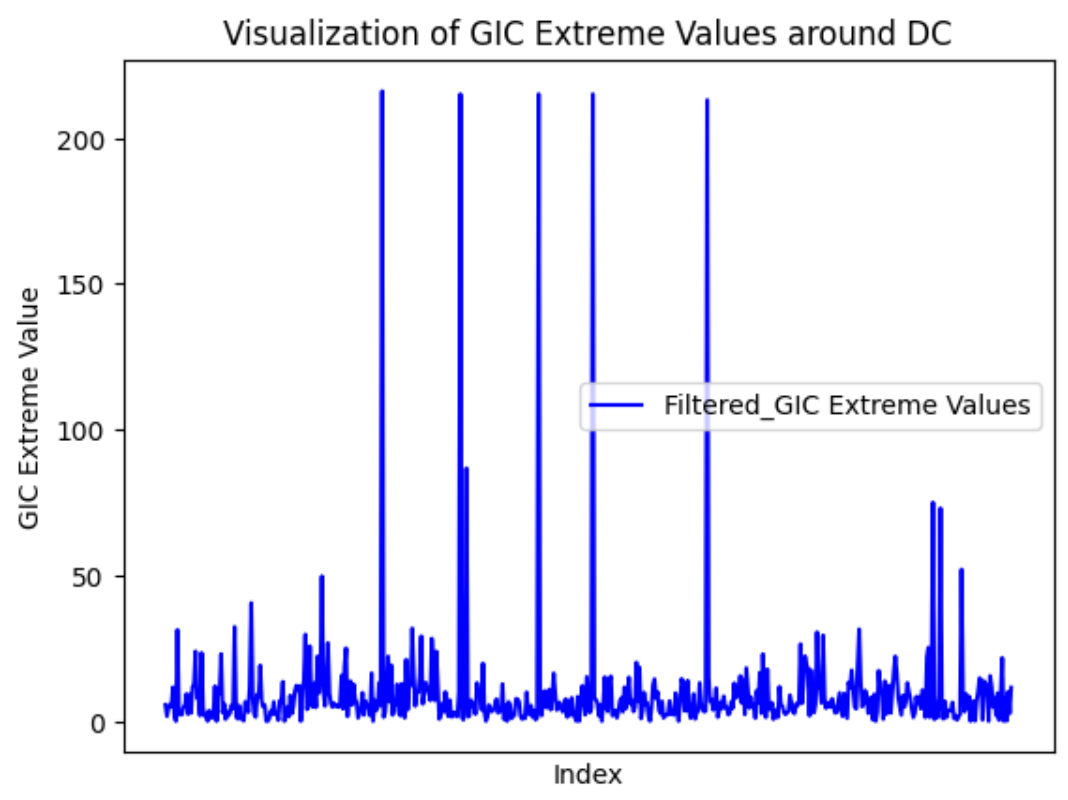 Visualization of GIC Extreme Values around DC
GIC Extreme Value
200
150
100
50
0
Filtered_GIC Extreme Values
Index